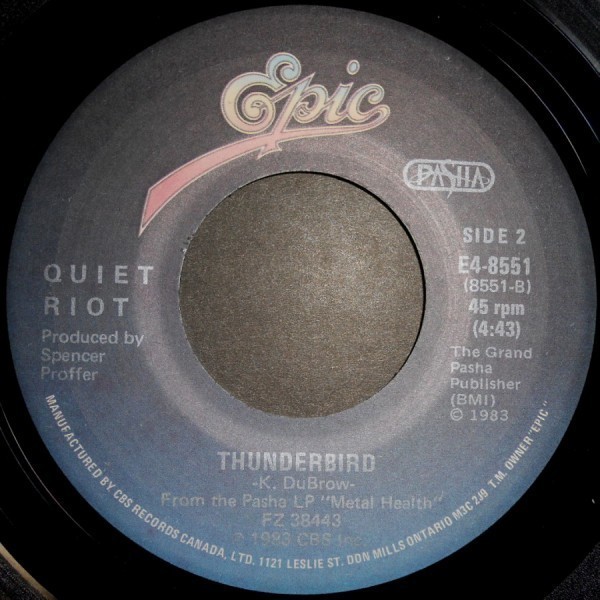 Epic
PASHA
SIDE 2
E4-8551
(8551-B)
45 rpm
(4:43)
The Grand
Pasha
Publisher
(BMI)
© 1983
QUIET
RIOT
Produced by
Spencer
Proffer
THUNDERBIRD
-K. DuBrow-
From the Pasha LP "Metal Health"
FZ 38443
℗ 1983 CBS Inc.
MANUFACTURED BY CBS RECORDS CANADA, LTD. 1121 LESLIE ST. DON MILLS ONTARIO M3C 2J9 T.M. OWNER "EPIC"